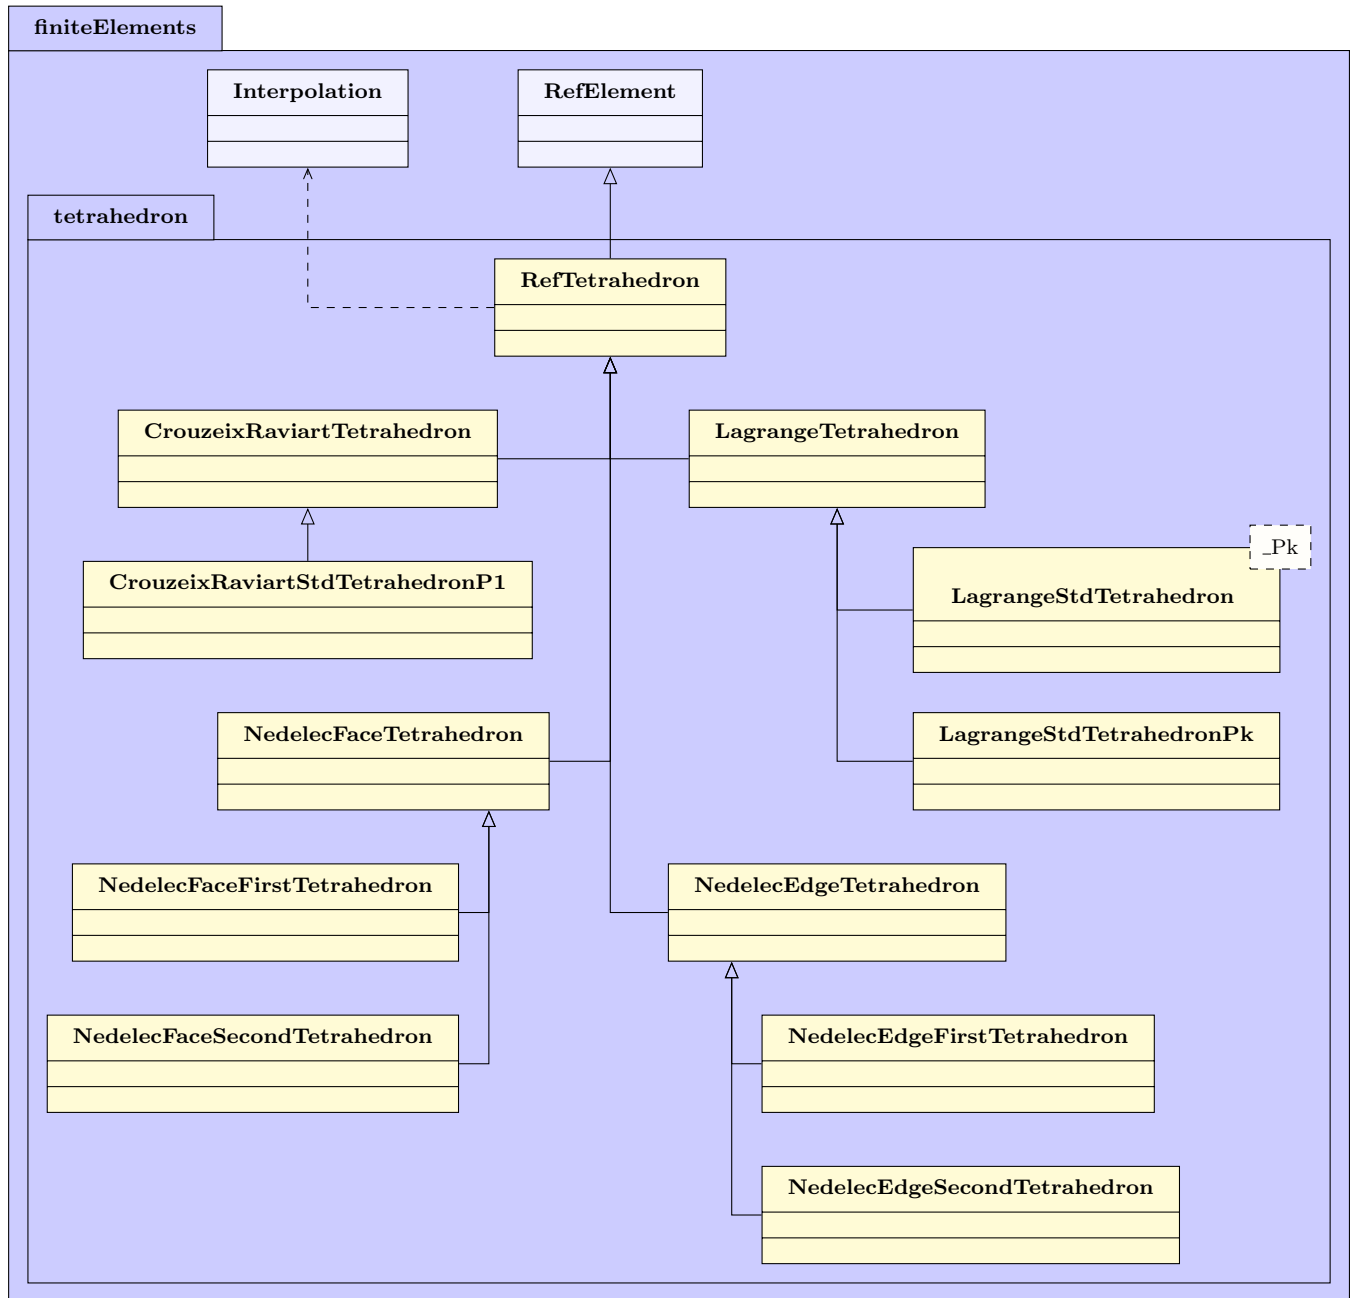 finiteElements
Interpolation
RefElement
tetrahedron
RefTetrahedron
CrouzeixRaviartTetrahedron
LagrangeTetrahedron
_Pk
CrouzeixRaviartStdTetrahedronP1
LagrangeStdTetrahedron
NedelecFaceTetrahedron
LagrangeStdTetrahedronPk
NedelecFaceFirstTetrahedron
NedelecEdgeTetrahedron
NedelecFaceSecondTetrahedron
NedelecEdgeFirstTetrahedron
NedelecEdgeSecondTetrahedron